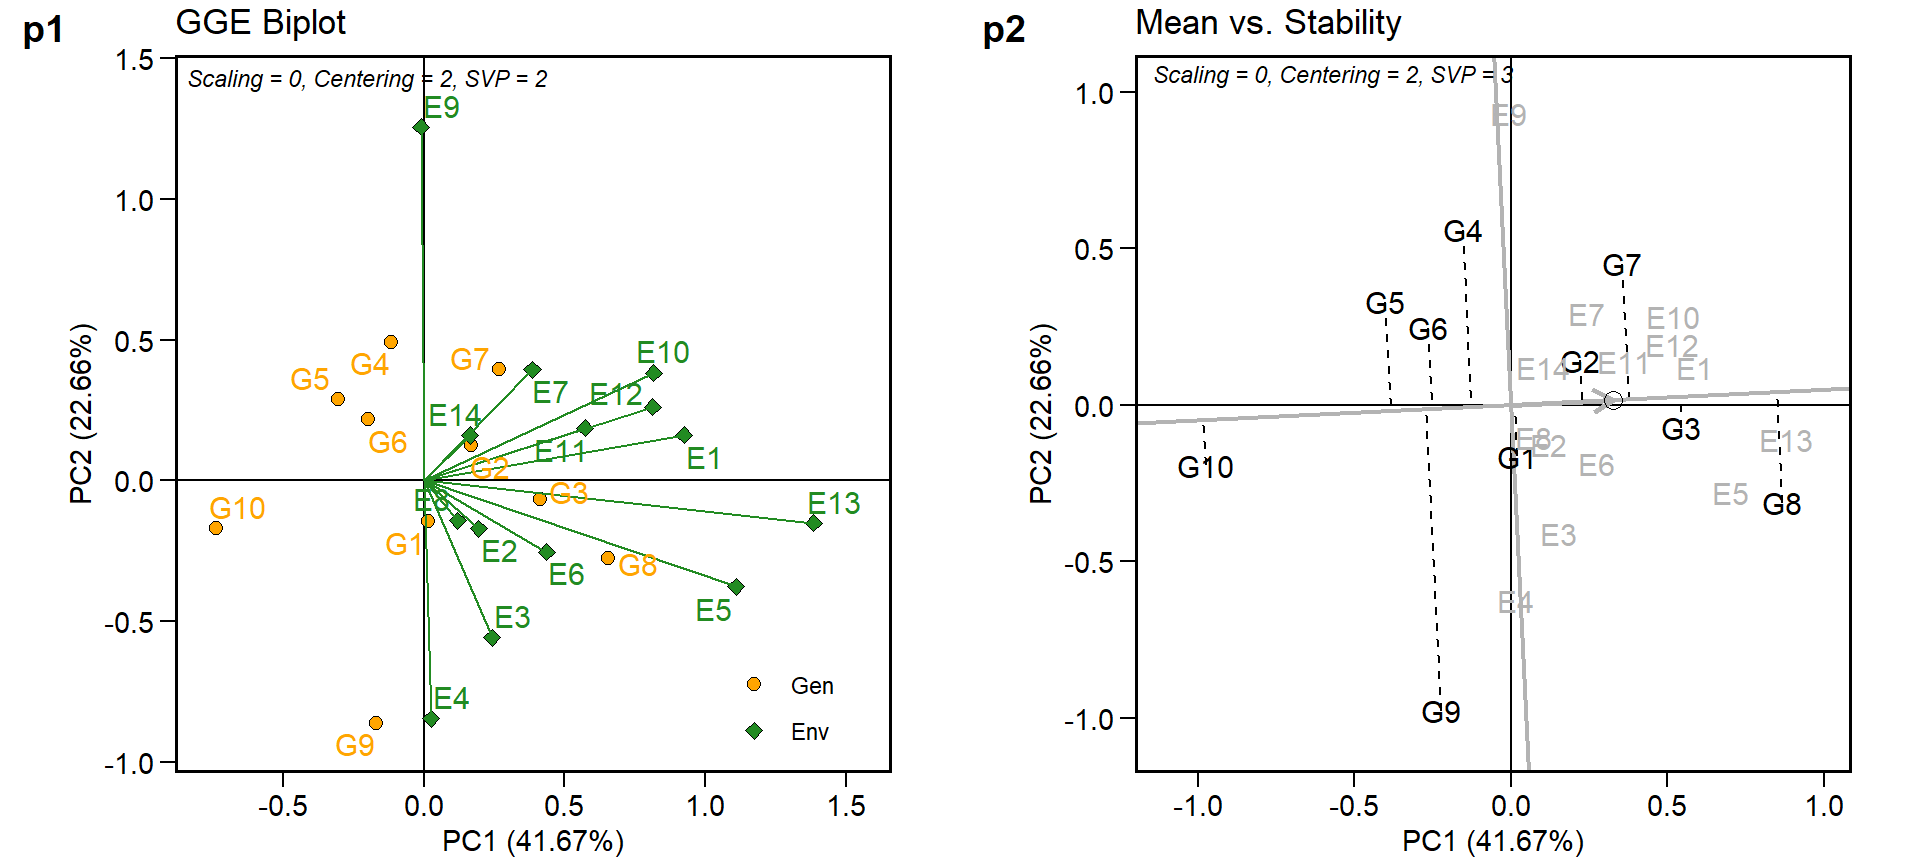 p1
GGE Biplot
Scaling = 0, Centering = 2, SVP = 2
1.5
1.0
0.5
0.0
-0.5
-1.0
PC2 (22.66%)
E9
E10
G7
G4
G5
E7
E12
E14
G6
E11
E1
G2
G3
E8
E13
G10
G1
E2
E6
G8
E5
E3
E4
G9
Gen
Env
-0.5
0.0
0.5
1.0
1.5
PC1 (41.67%)
p2
Mean vs. Stability
Scaling = 0, Centering = 2, SVP = 3
1.0
0.5
0.0
-0.5
-1.0
PC2 (22.66%)
E9
G4
G7
G5
G6
E7
E10
E12
E14
G2
E11
E1
G3
E8
E2
E13
G1
E6
G10
E5
G8
E3
E4
G9
-1.0
-0.5
0.0
0.5
1.0
PC1 (41.67%)